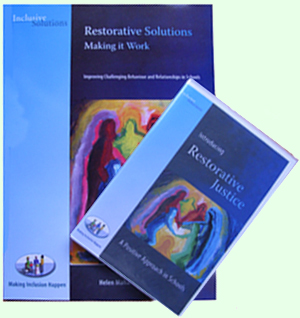 Inclusive
Solutions
Restorative Solutions
Making it Work
Improving Challenging Behaviour and Relationships in Schools
Making Inclusion Happen
Helen
Introducing
Restorative
Justice
A Positive Approach in Schools